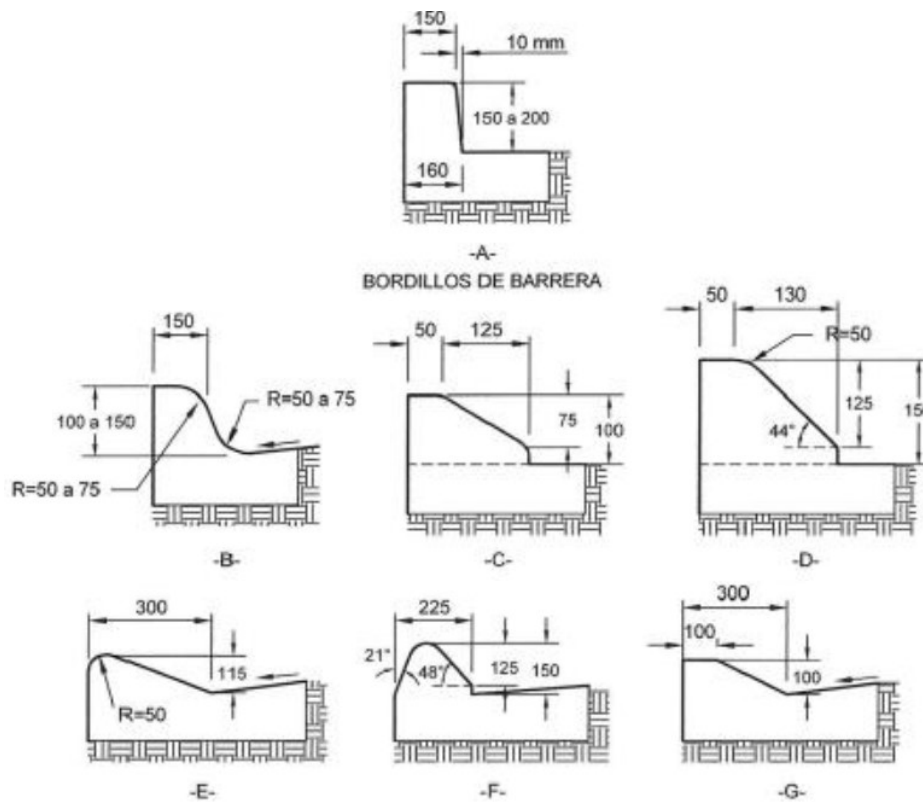 150
10 mm
150 a 200
160
-A-
BORDILLOS DE BARRERA
150
100 a 150
R=50 a 75
R=50 a 75
-B-
50 125
75
100
-C-
50 130
R=50
125
44°
-D-
300
115
R=50
-E-
225
21°
48°
125
150
-F-
300
100
100
-G-